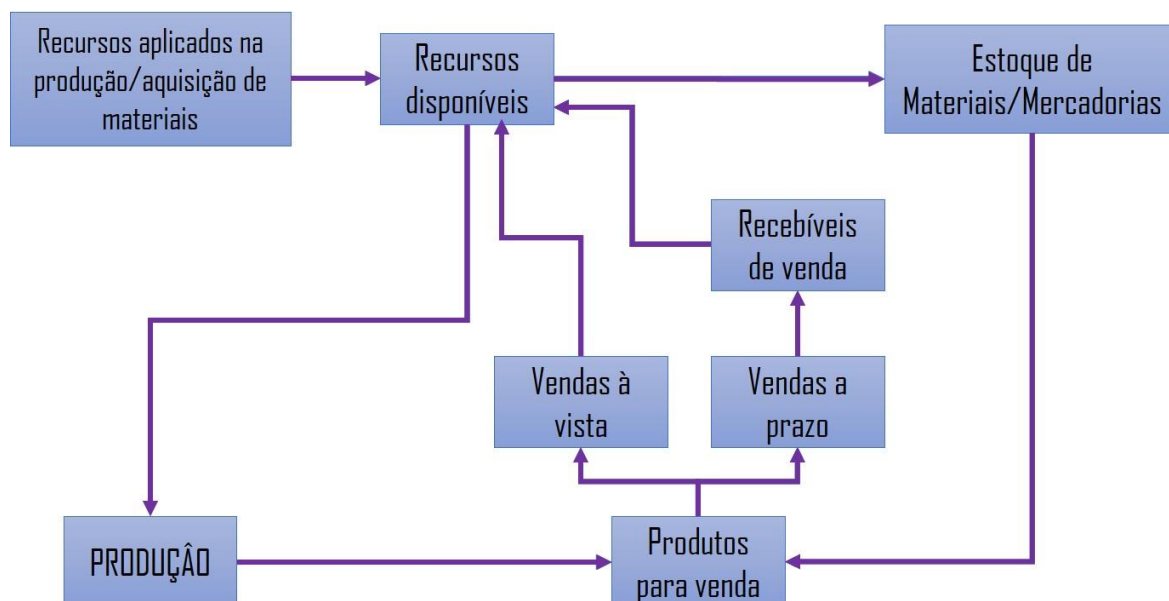 Recursos aplicados na
produção/aquisição de
materiais
Recursos
disponíveis
Estoque de
Materiais/Mercadorias
Recebíveis
de venda
Vendas à
vista
Vendas a
prazo
PRODUÇÂO
Produtos
para venda